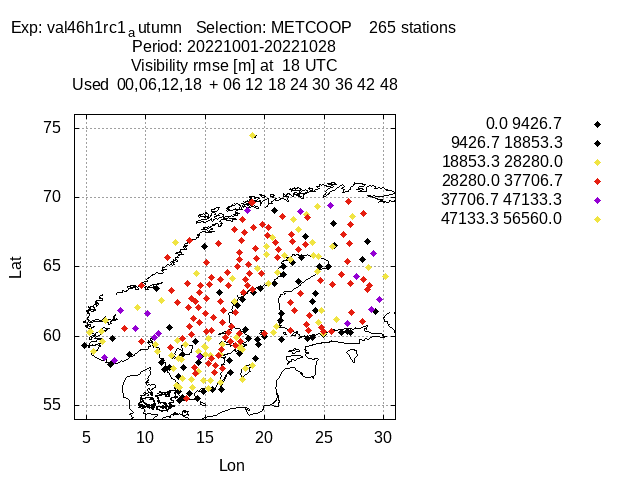 Exp: val46h1rc1a utumn Selection: METCOOP 265 stations
Period: 20221001-20221028
Visibility rmse [m] at 18 UTC
Used 00,06,12,18 + 06 12 18 24 30 36 42 48
0.0 9426.7
9426.7 18853.3
18853.3 28280.0
28280.0 37706.7
37706.7 47133.3
47133.3 56560.0
75
70
65
60
55
Lat
5 10 15 20 25 30
Lon